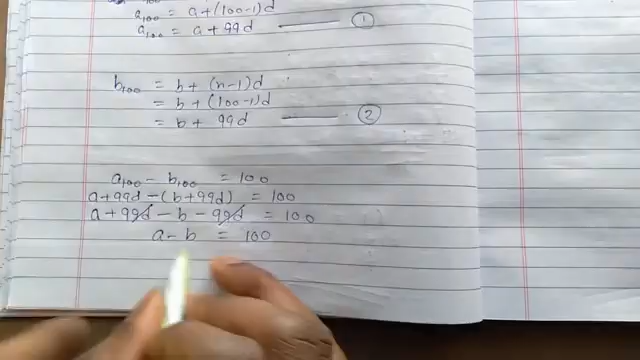 a₁₀₀ = a+(100-1)d
a₁₀₀ = a+99d ——— ①
b₁₀₀ = b+(n-1)d
= b+(100-1)d
= b+ 99d ——— ②
a₁₀₀ - b₁₀₀ = 100
a+99d-(b+99d) = 100
a+99d - b - 99d = 100
a-b = 100